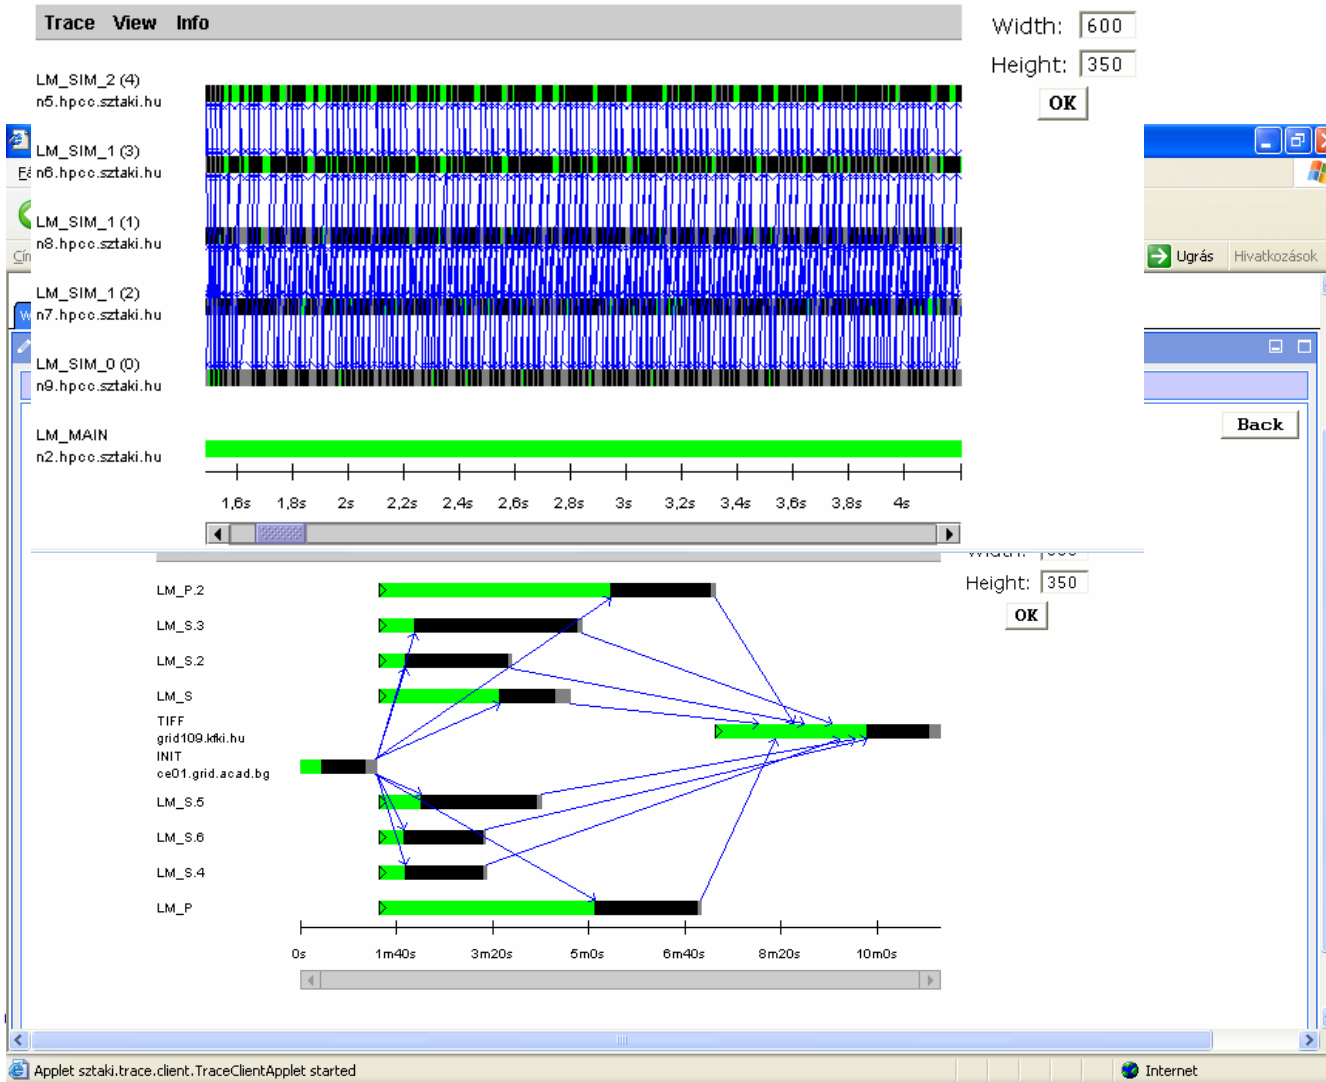 Trace View Info
Width: 600
Height: 350
OK
LM_SIM_2 (4)
n5.hpcc.sztaki.hu
LM_SIM_1 (3)
n6.hpcc.sztaki.hu
LM_SIM_1 (1)
n8.hpcc.sztaki.hu
LM_SIM_1 (2)
n7.hpcc.sztaki.hu
LM_SIM_0 (0)
n9.hpcc.sztaki.hu
LM_MAIN
n2.hpcc.sztaki.hu
1,6s 1,8s 2s 2,2s 2,4s 2,6s 2,8s 3s 3,2s 3,4s 3,6s 3,8s 4s
Ugrás Hivatkozások
Back
Height: 350
OK
LM_P.2
LM_S.3
LM_S.2
LM_S
TIFF
grid109.kfki.hu
INIT
ce01.grid.acad.bg
LM_S.5
LM_S.6
LM_S.4
LM_P
0s 1m40s 3m20s 5m0s 6m40s 8m20s 10m0s
Applet sztaki.trace.client.TraceClientApplet started
Internet